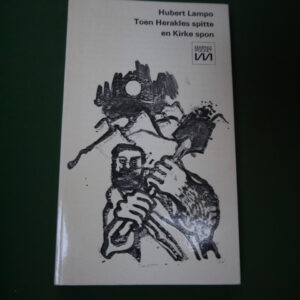 Hubert Lampo
Toen Herakles spitte
en Kirke spon